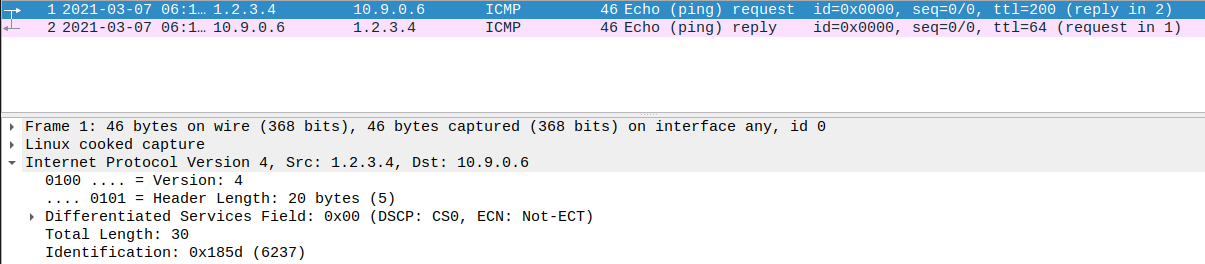 1 2021-03-07 06:1… 1.2.3.4 10.9.0.6 ICMP 46 Echo (ping) request id=0x0000, seq=0/0, ttl=200 (reply in 2)
2 2021-03-07 06:1… 10.9.0.6 1.2.3.4 ICMP 46 Echo (ping) reply id=0x0000, seq=0/0, ttl=64 (request in 1)
Frame 1: 46 bytes on wire (368 bits), 46 bytes captured (368 bits) on interface any, id 0
Linux cooked capture
Internet Protocol Version 4, Src: 1.2.3.4, Dst: 10.9.0.6
0100 .... = Version: 4
.... 0101 = Header Length: 20 bytes (5)
Differentiated Services Field: 0x00 (DSCP: CS0, ECN: Not-ECT)
Total Length: 30
Identification: 0x185d (6237)